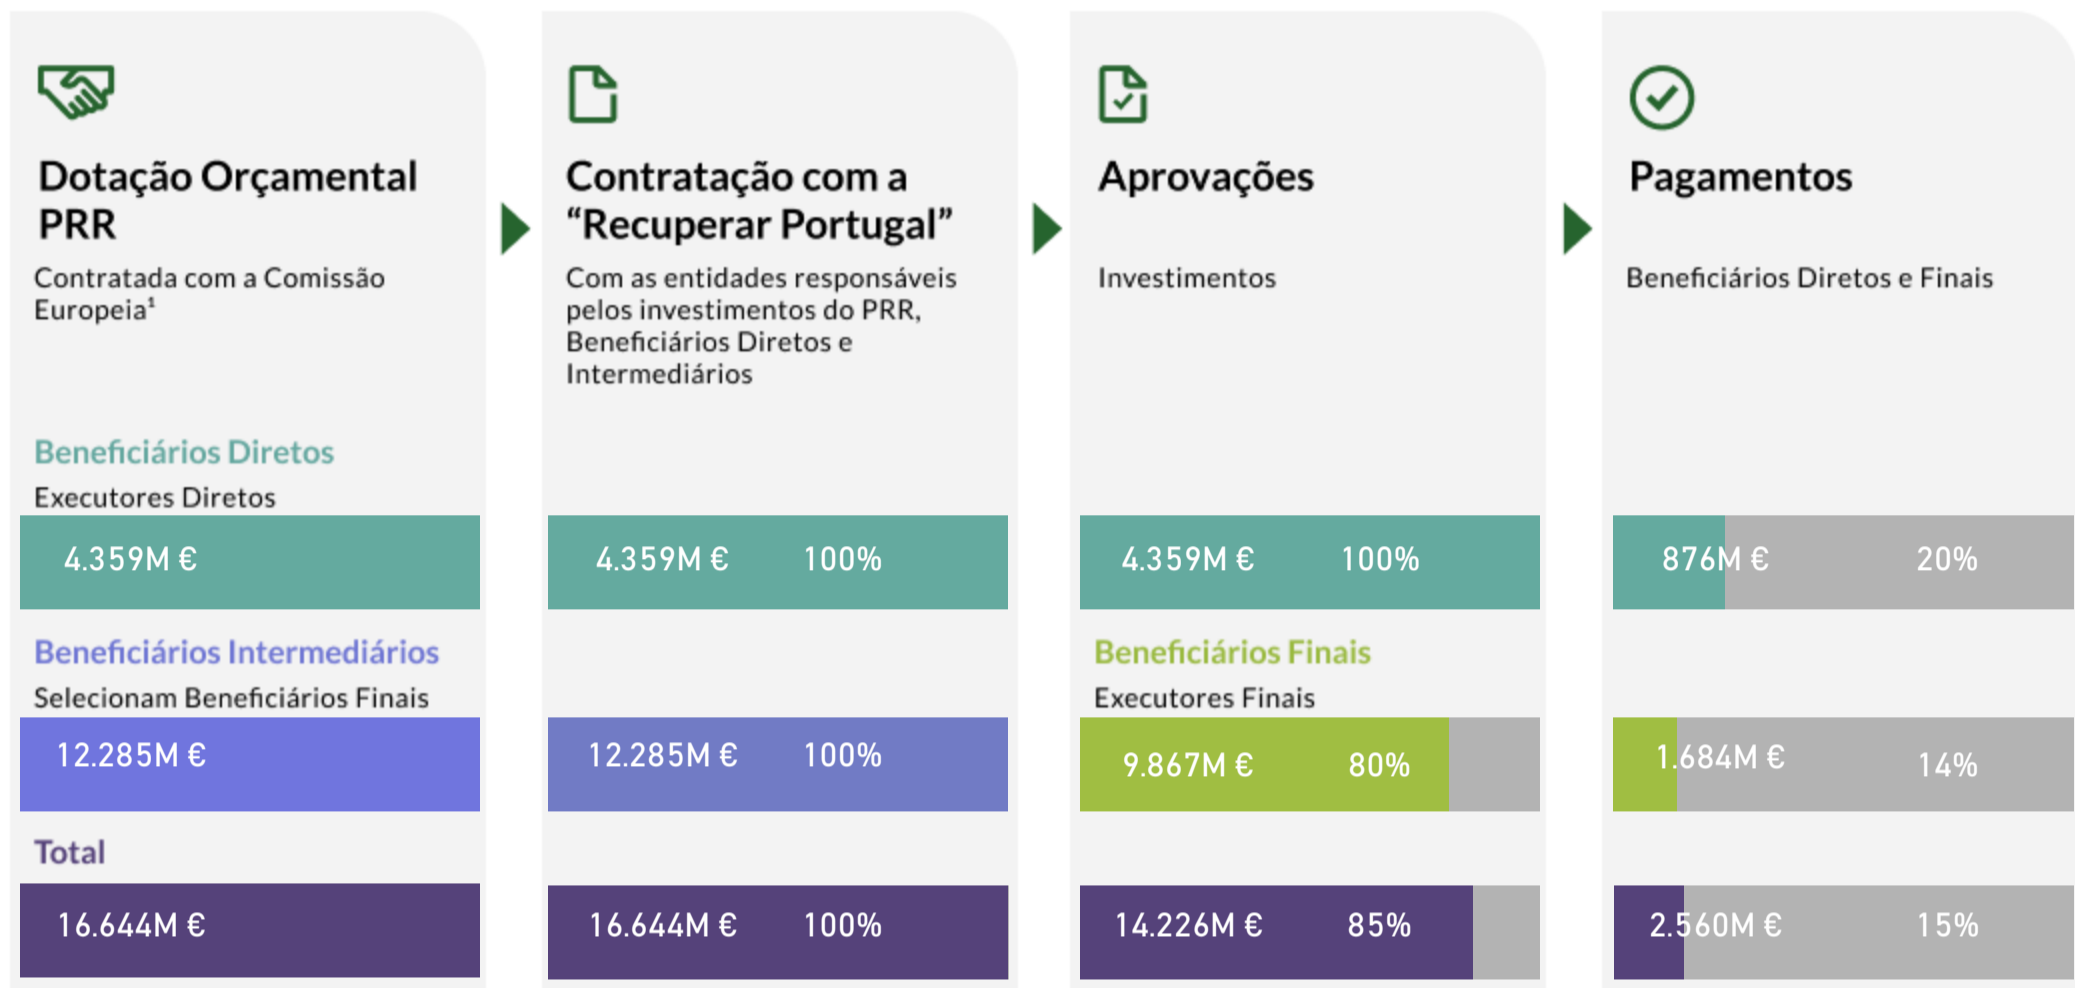 Dotação Orçamental
PRR
Contratada com a Comissão
Europeia¹
Contratação com a
“Recuperar Portugal”
Com as entidades responsáveis
pelos investimentos do PRR,
Beneficiários Diretos e
Intermediários
Aprovações
Investimentos
Pagamentos
Beneficiários Diretos e Finais
Beneficiários Diretos
Executores Diretos
4.359M €
4.359M € 100%
4.359M € 100%
876M € 20%
Beneficiários Intermediários
Selecionam Beneficiários Finais
Beneficiários Finais
Executores Finais
12.285M €
12.285M € 100%
9.867M € 80%
1.684M € 14%
Total
16.644M €
16.644M € 100%
14.226M € 85%
2.560M € 15%